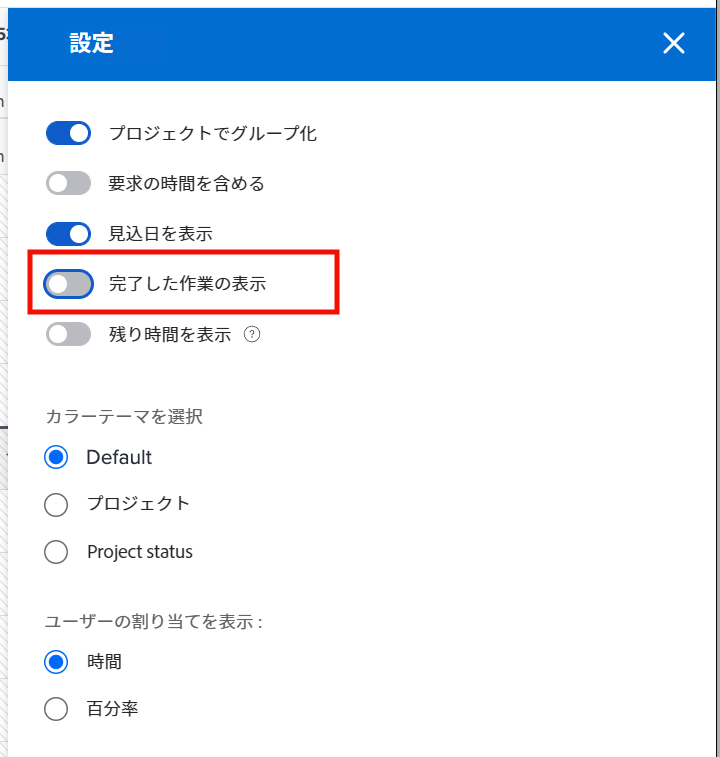 設定
プロジェクトでグループ化
要求の時間を含める
見込日を表示
完了した作業の表示
残り時間を表示 ?
カラーテーマを選択
Default
プロジェクト
Project status
ユーザーの割り当てを表示 :
時間
百分率